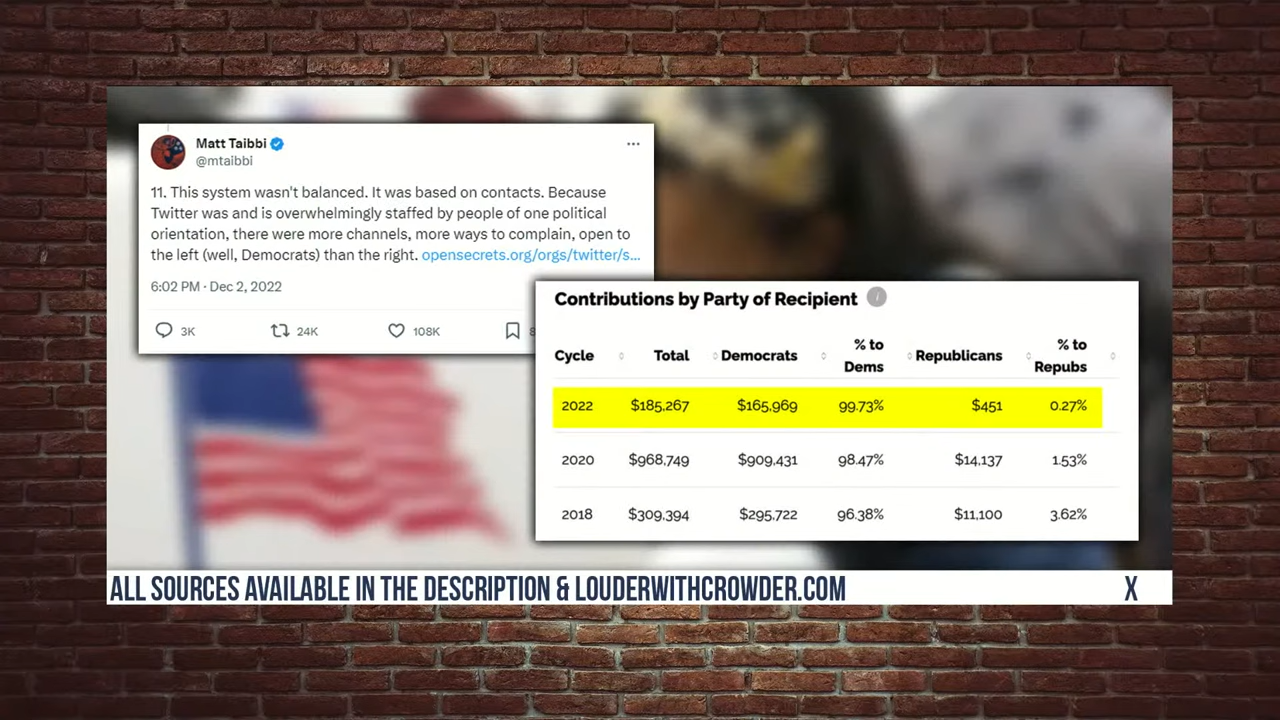 Matt Taibbi
@mtaibbi
11. This system wasn't balanced. It was based on contacts. Because
Twitter was and is overwhelmingly staffed by people of one political
orientation, there were more channels, more ways to complain, open to
the left (well, Democrats) than the right. opensecrets.org/orgs/twitter/s...
6:02 PM · Dec 2, 2022
3K 24K 108K 8
Contributions by Party of Recipient
Cycle Total Democrats % to Dems Republicans % to Repubs
2022 $185,267 $165,969 99.73% $451 0.27%
2020 $968,749 $909,431 98.47% $14,137 1.53%
2018 $309,394 $295,722 96.38% $11,100 3.62%
ALL SOURCES AVAILABLE IN THE DESCRIPTION & LOUDERWITHCROWDER.COM X